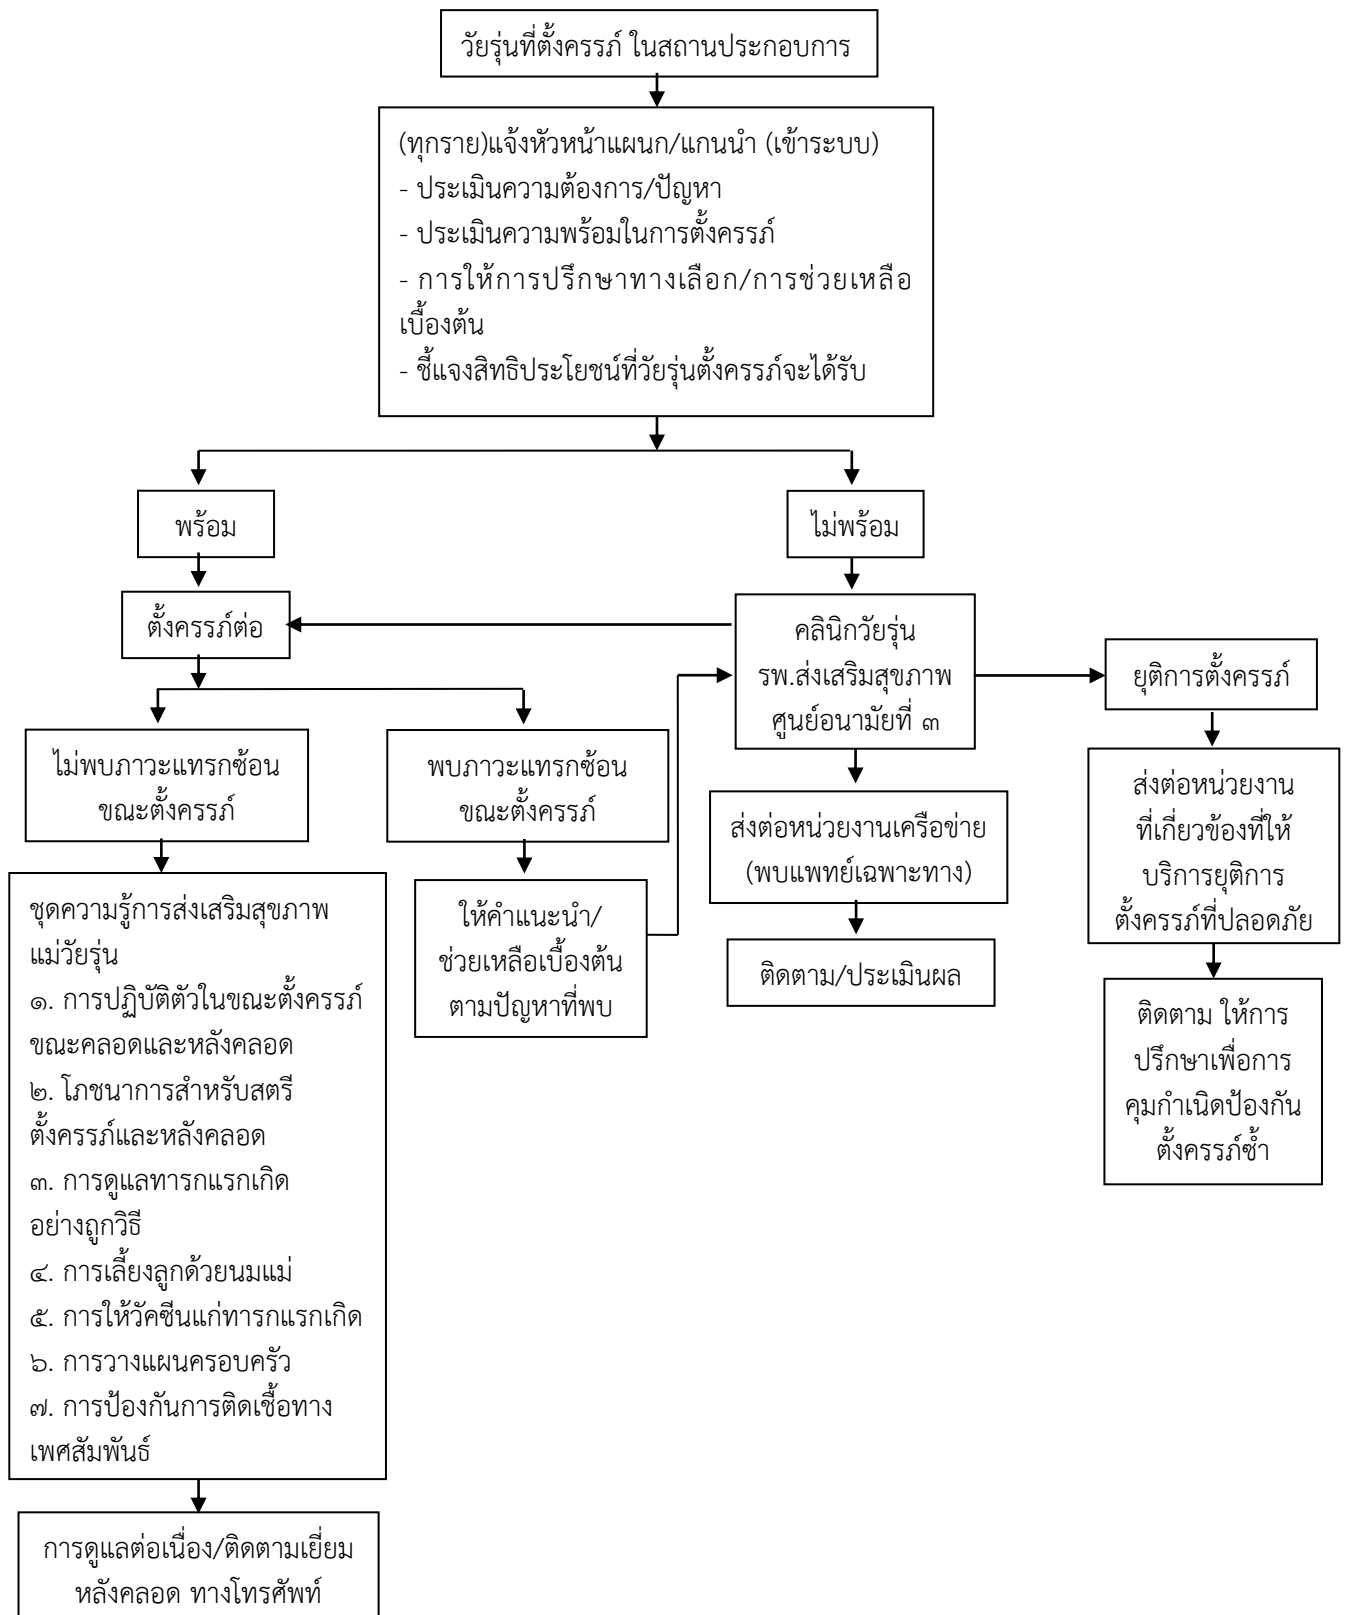 วัยรุ่นที่ตั้งครรภ์ ในสถานประกอบการ
(ทุกราย)แจ้งหัวหน้าแผนก/แกนนำ (เข้าระบบ)
- ประเมินความต้องการ/ปัญหา
- ประเมินความพร้อมในการตั้งครรภ์
- การให้การปรึกษาทางเลือก/การช่วยเหลือ
เบื้องต้น
- ชี้แจงสิทธิประโยชน์ที่วัยรุ่นตั้งครรภ์จะได้รับ
พร้อม
ไม่พร้อม
ตั้งครรภ์ต่อ
คลินิกวัยรุ่น
รพ.ส่งเสริมสุขภาพ
ศูนย์อนามัยที่ ๓
ยุติการตั้งครรภ์
ไม่พบภาวะแทรกซ้อน
ขณะตั้งครรภ์
พบภาวะแทรกซ้อน
ขณะตั้งครรภ์
ส่งต่อหน่วยงานเครือข่าย
(พบแพทย์เฉพาะทาง)
ส่งต่อหน่วยงาน
ที่เกี่ยวข้องที่ให้
บริการยุติการ
ตั้งครรภ์ที่ปลอดภัย
ชุดความรู้การส่งเสริมสุขภาพ
แม่วัยรุ่น
๑. การปฏิบัติตัวในขณะตั้งครรภ์
ขณะคลอดและหลังคลอด
๒. โภชนาการสำหรับสตรี
ตั้งครรภ์และหลังคลอด
๓. การดูแลทารกแรกเกิด
อย่างถูกวิธี
๔. การเลี้ยงลูกด้วยนมแม่
๕. การให้วัคซีนแก่ทารกแรกเกิด
๖. การวางแผนครอบครัว
๗. การป้องกันการติดเชื้อทาง
เพศสัมพันธ์
ให้คำแนะนำ/
ช่วยเหลือเบื้องต้น
ตามปัญหาที่พบ
ติดตาม/ประเมินผล
ติดตาม ให้การ
ปรึกษาเพื่อการ
คุมกำเนิดป้องกัน
ตั้งครรภ์ซ้ำ
การดูแลต่อเนื่อง/ติดตามเยี่ยม
หลังคลอด ทางโทรศัพท์